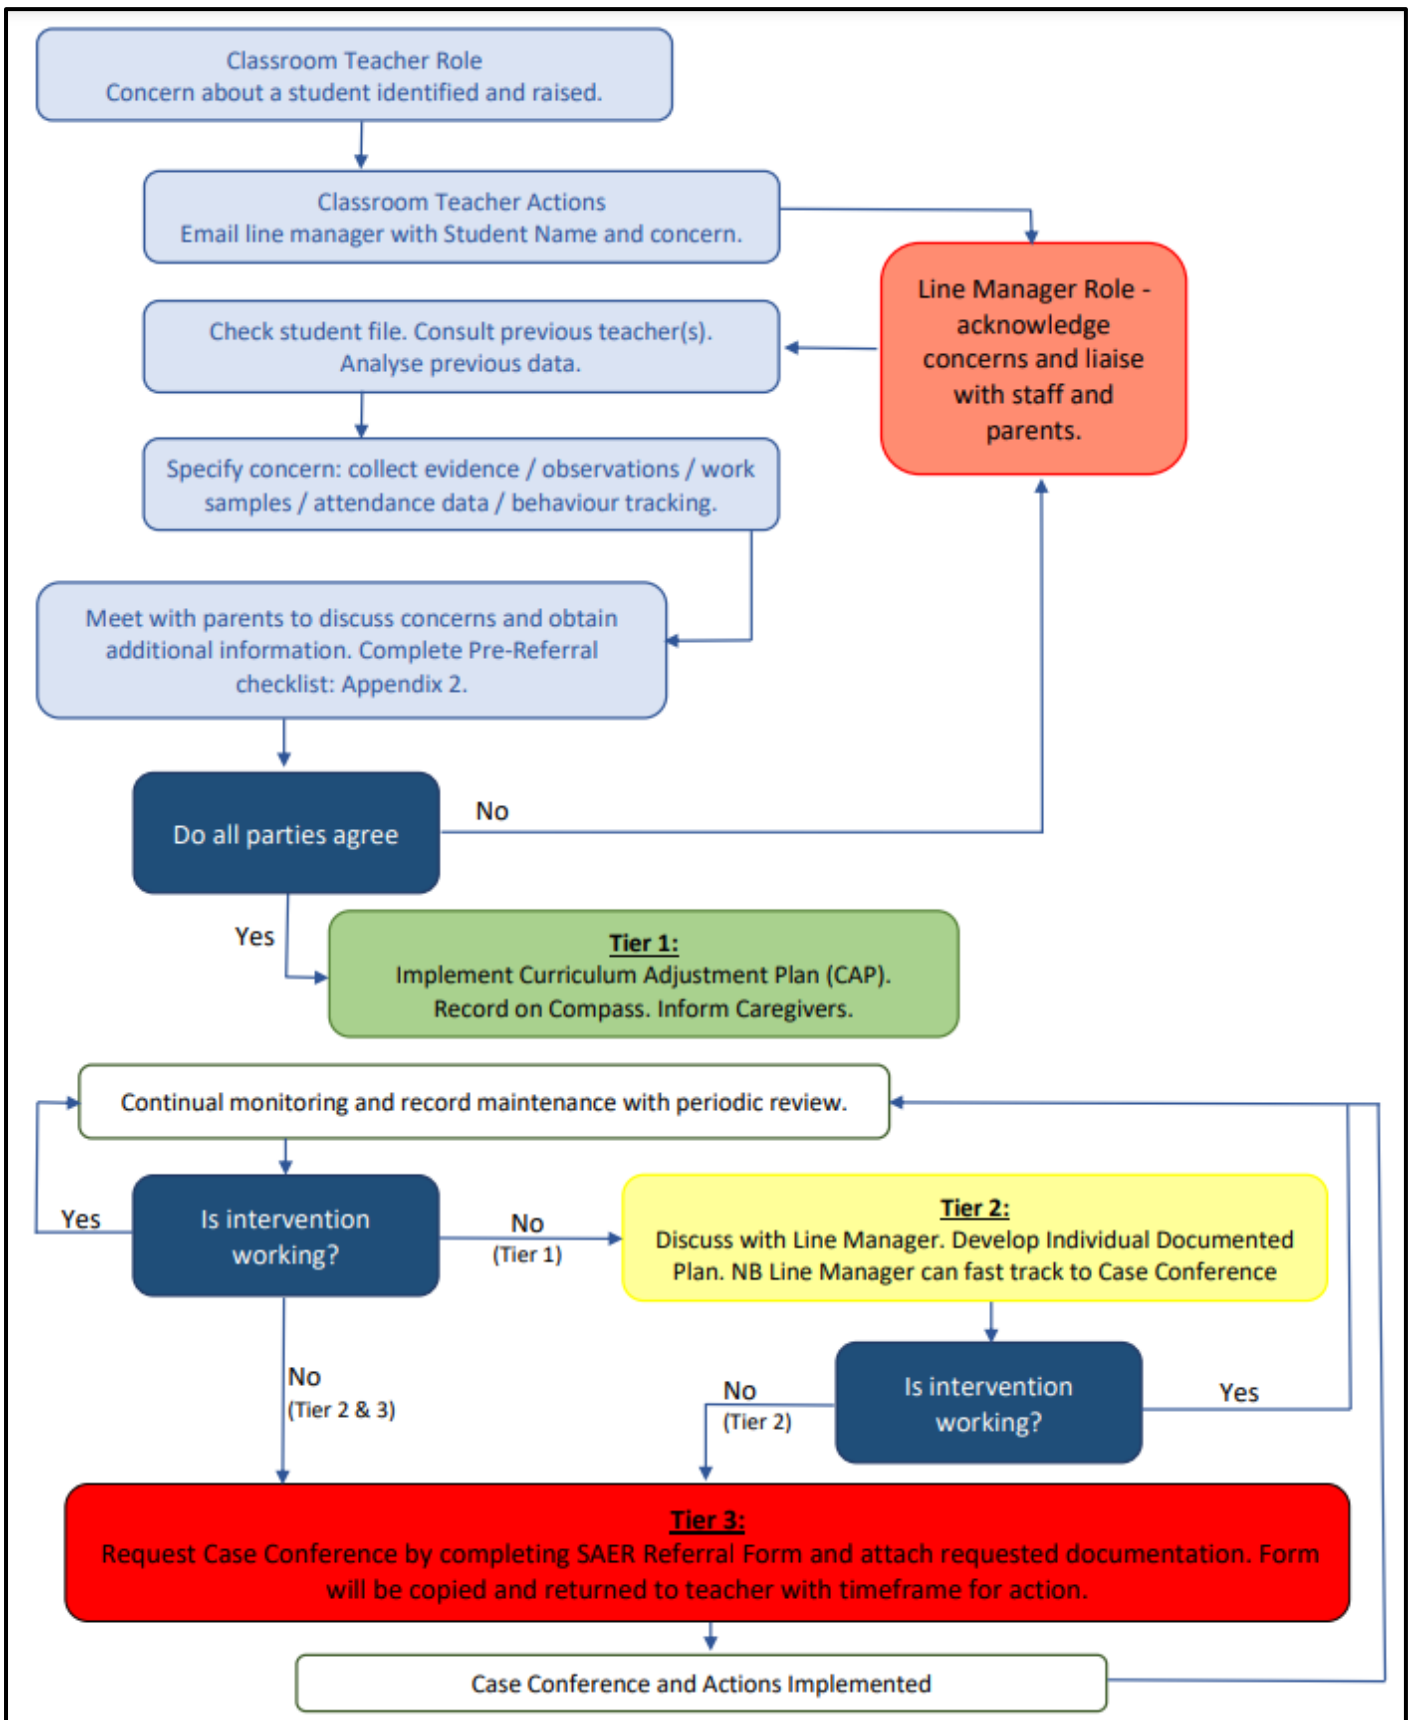 Classroom Teacher Role
Concern about a student identified and raised.
Classroom Teacher Actions
Email line manager with Student Name and concern.
Line Manager Role -
acknowledge
concerns and liaise
with staff and
parents.
Check student file. Consult previous teacher(s).
Analyse previous data.
Specify concern: collect evidence / observations / work
samples / attendance data / behaviour tracking.
Meet with parents to discuss concerns and obtain
additional information. Complete Pre-Referral
checklist: Appendix 2.
Do all parties agree
No
Yes
Tier 1:
Implement Curriculum Adjustment Plan (CAP).
Record on Compass. Inform Caregivers.
Continual monitoring and record maintenance with periodic review.
Yes
Is intervention
working?
No
(Tier 1)
Tier 2:
Discuss with Line Manager. Develop Individual Documented
Plan. NB Line Manager can fast track to Case Conference
No
(Tier 2 & 3)
No
(Tier 2)
Is intervention
working?
Yes
Tier 3:
Request Case Conference by completing SAER Referral Form and attach requested documentation. Form
will be copied and returned to teacher with timeframe for action.
Case Conference and Actions Implemented